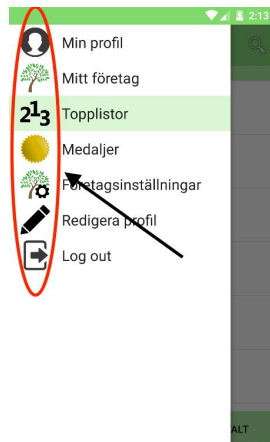 2:13
Min profil
Mitt företag
213 Topplistor
Medaljer
Företagsinställningar
Redigera profil
Log out
ALT